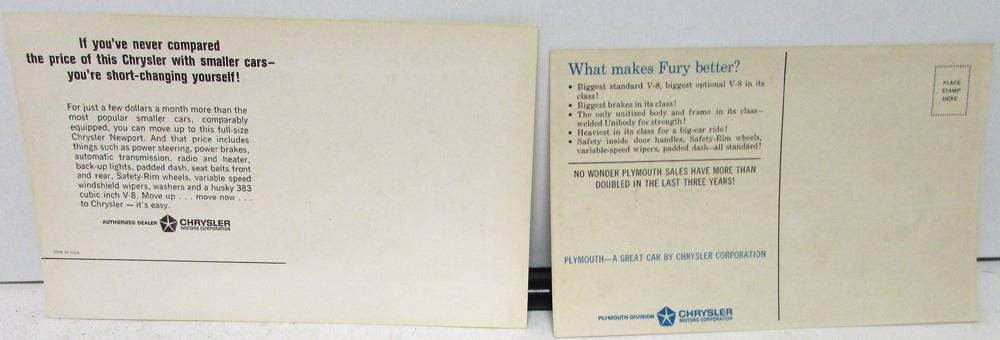 If you've never compared
the price of this Chrysler with smaller cars—
you're short-changing yourself!
For just a few dollars a month more than the
most popular smaller cars, comparably
equipped, you can move up to this full-size
Chrysler Newport. And that price includes
things such as power steering, power brakes,
automatic transmission, radio and heater,
back-up lights, padded dash, seat belts front
and rear, Safety-Rim wheels, variable speed
windshield wipers, washers and a husky 383
cubic inch V-8. Move up . . . move now . . .
to Chrysler — it's easy.
AUTHORIZED DEALER CHRYSLER
MOTORS CORPORATION
LITHO IN U.S.A.
What makes Fury better?
• Biggest standard V-8, biggest optional V-8 in its
class!
• Biggest brakes in its class!
• The only unitized body and frame in its class—
welded Unibody for strength!
• Heaviest in its class for a big-car ride!
• Safety inside door handles, Safety-Rim wheels,
variable-speed wipers, padded dash—all standard!
NO WONDER PLYMOUTH SALES HAVE MORE THAN
DOUBLED IN THE LAST THREE YEARS!
PLYMOUTH—A GREAT CAR BY CHRYSLER CORPORATION
PLYMOUTH DIVISION CHRYSLER
MOTORS CORPORATION
PLACE
STAMP
HERE